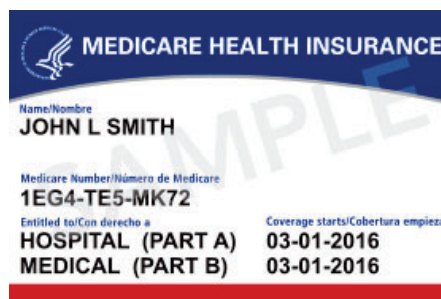 MEDICARE HEALTH INSURANCE
Name/Nombre
JOHN L SMITH
Medicare Number/Número de Medicare
1EG4-TE5-MK72
Entitled to/Con derecho a Coverage starts/Cobertura empieza
HOSPITAL (PART A) 03-01-2016
MEDICAL (PART B) 03-01-2016
SAMPLE